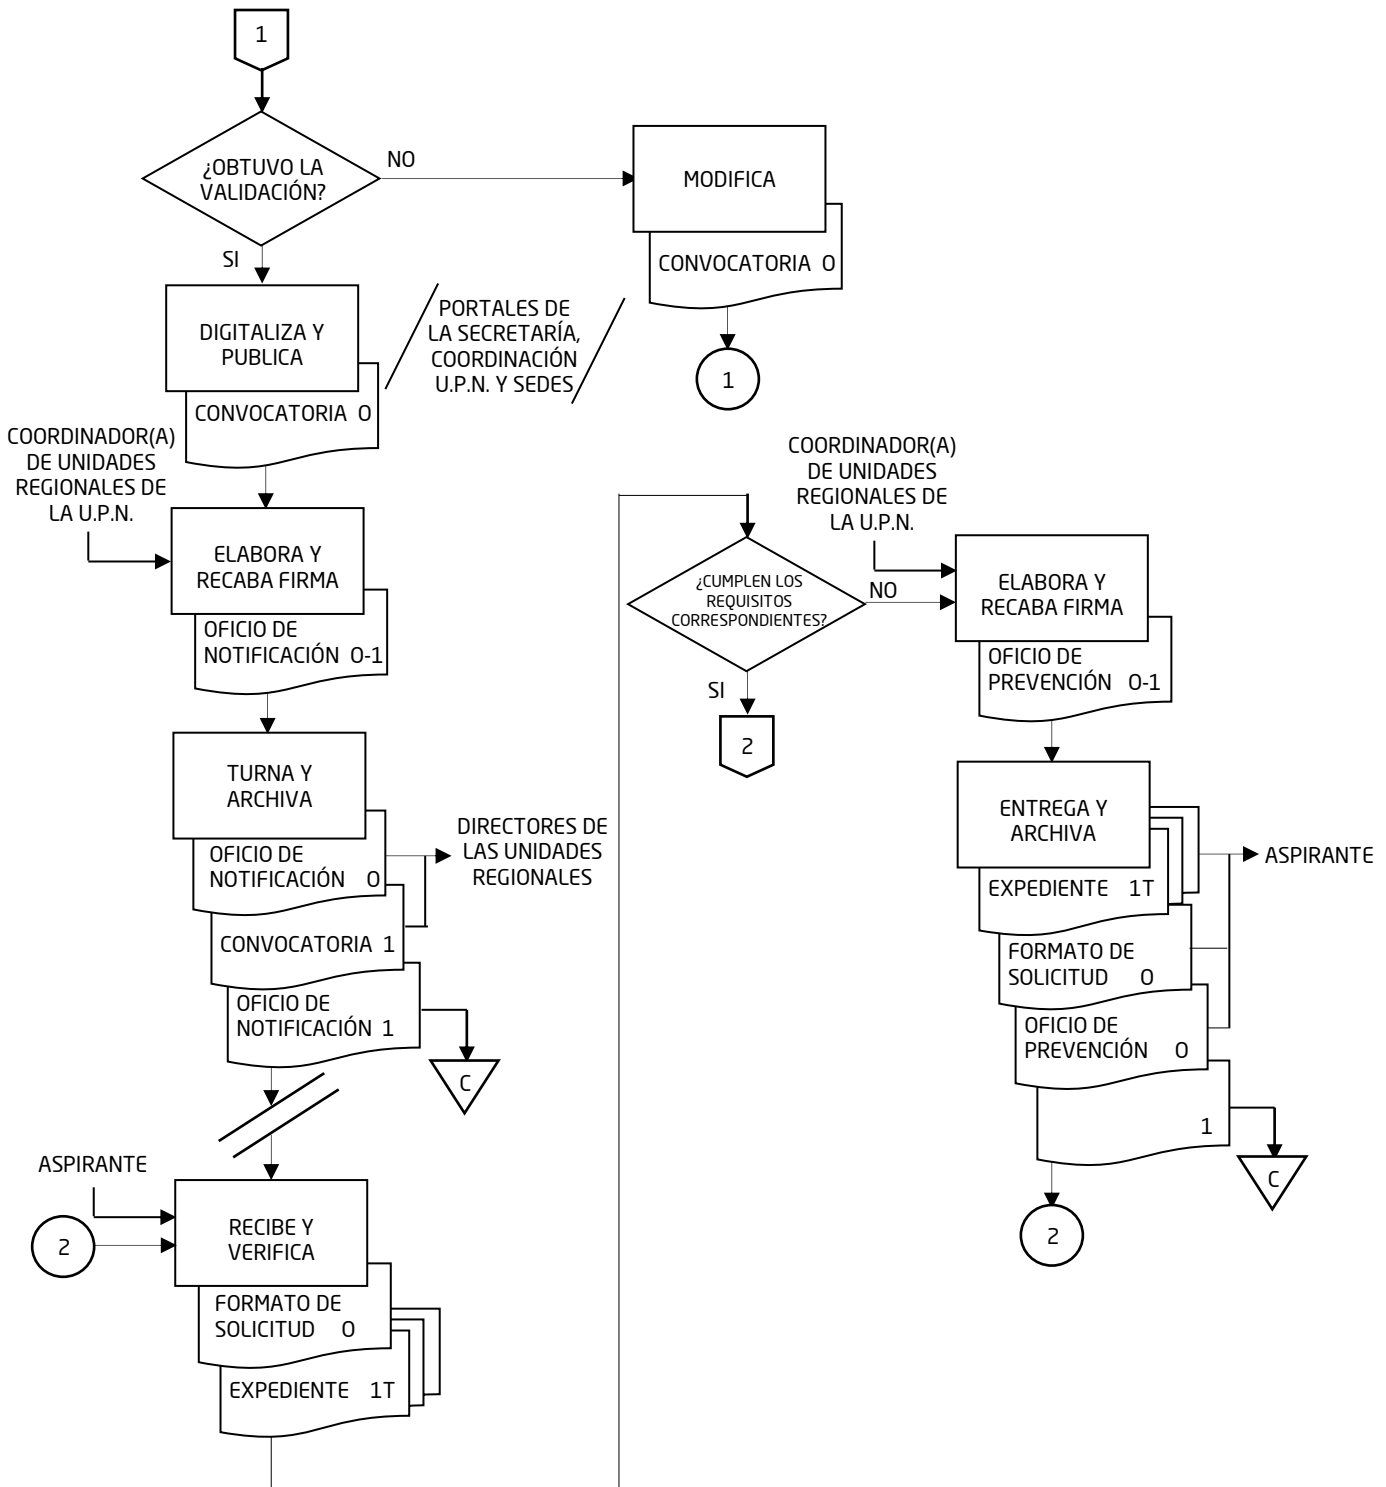 1
¿OBTUVO LA
VALIDACIÓN?
NO
MODIFICA
CONVOCATORIA O
1
SI
DIGITALIZA Y
PUBLICA
CONVOCATORIA O
PORTALES DE
LA SECRETARÍA,
COORDINACIÓN
U.P.N. Y SEDES
COORDINADOR(A)
DE UNIDADES
REGIONALES DE
LA U.P.N.
ELABORA Y
RECABA FIRMA
OFICIO DE
NOTIFICACIÓN O-1
TURNA Y
ARCHIVA
OFICIO DE
NOTIFICACIÓN O
DIRECTORES DE
LAS UNIDADES
REGIONALES
CONVOCATORIA 1
OFICIO DE
NOTIFICACIÓN 1
C
ASPIRANTE
2
RECIBE Y
VERIFICA
FORMATO DE
SOLICITUD O
EXPEDIENTE 1T
¿CUMPLEN LOS
REQUISITOS
CORRESPONDIENTES?
NO
SI
2
COORDINADOR(A)
DE UNIDADES
REGIONALES DE
LA U.P.N.
ELABORA Y
RECABA FIRMA
OFICIO DE
PREVENCIÓN O-1
ENTREGA Y
ARCHIVA
EXPEDIENTE 1T
ASPIRANTE
FORMATO DE
SOLICITUD O
OFICIO DE
PREVENCIÓN O
1
C
2